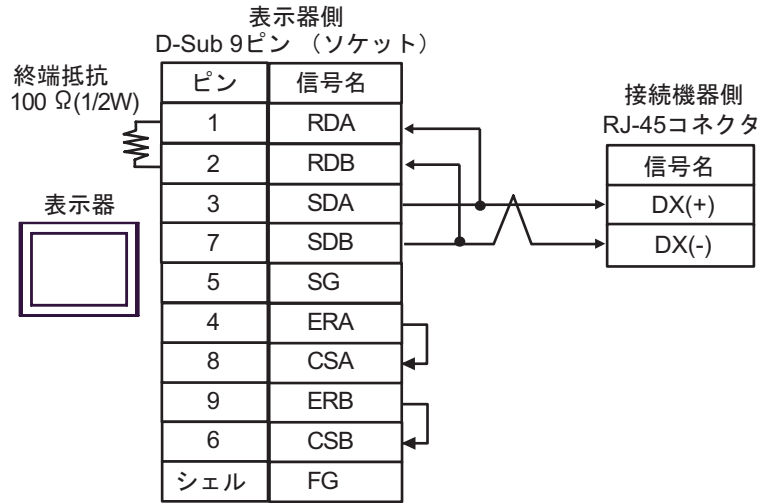 表示器側
D-Sub 9ピン （ソケット）
終端抵抗
100 Ω(1/2W)
ピン 信号名
1 RDA
2 RDB
3 SDA
7 SDB
5 SG
4 ERA
8 CSA
9 ERB
6 CSB
シェル FG
表示器
接続機器側
RJ-45コネクタ
信号名
DX(+)
DX(-)